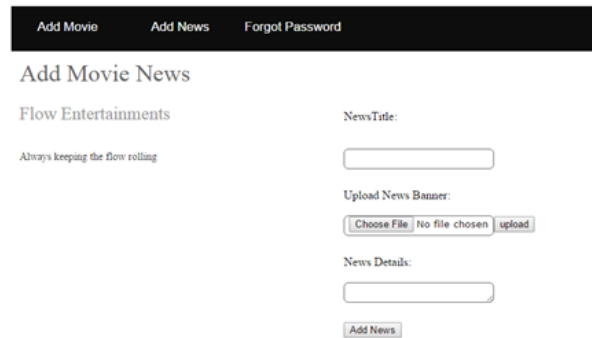 Add Movie Add News Forgot Password
Add Movie News
Flow Entertainments
Always keeping the flow rolling
NewsTitle:
Upload News Banner:
Choose File No file chosen upload
News Details:
Add News